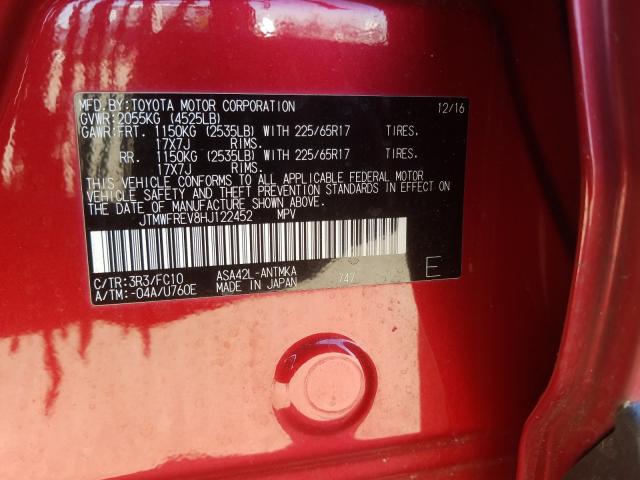 MFD.BY:TOYOTA MOTOR CORPORATION 12/16
GVWR:2055KG (4525LB)
GAWR:FRT. 1150KG (2535LB) WITH 225/65R17 TIRES.
17X7J RIMS.
RR. 1150KG (2535LB) WITH 225/65R17 TIRES.
17X7J RIMS.
THIS VEHICLE CONFORMS TO ALL APPLICABLE FEDERAL MOTOR
VEHICLE SAFETY AND THEFT PREVENTION STANDARDS IN EFFECT ON
THE DATE OF MANUFACTURE SHOWN ABOVE.
JTMWFREV8HJ122452 MPV
C/TR:3R3/FC10 ASA42L-ANTMKA 747 E
A/TM:-04A/U760E MADE IN JAPAN